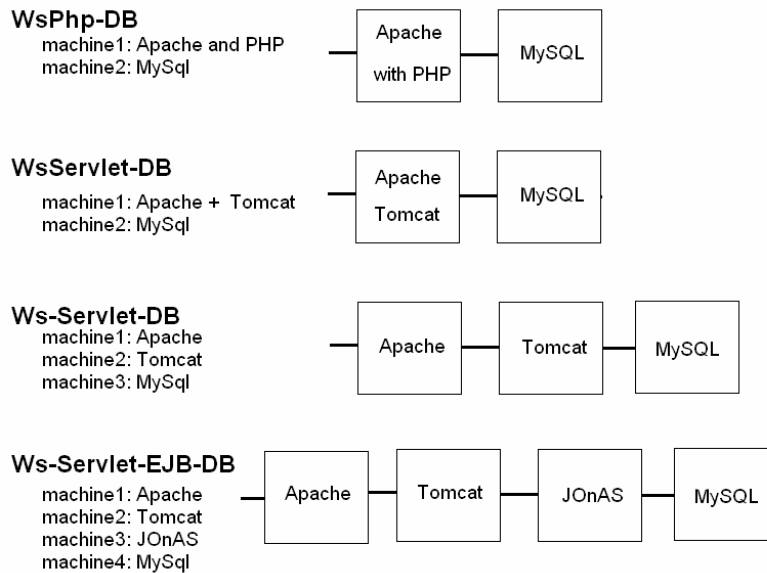 WsPhp-DB
machine1: Apache and PHP
machine2: MySql
Apache
with PHP
MySQL
WsServlet-DB
machine1: Apache + Tomcat
machine2: MySql
Apache
Tomcat
MySQL
Ws-Servlet-DB
machine1: Apache
machine2: Tomcat
machine3: MySql
Apache
Tomcat
MySQL
Ws-Servlet-EJB-DB
machine1: Apache
machine2: Tomcat
machine3: JOnAS
machine4: MySql
Apache
Tomcat
JOnAS
MySQL